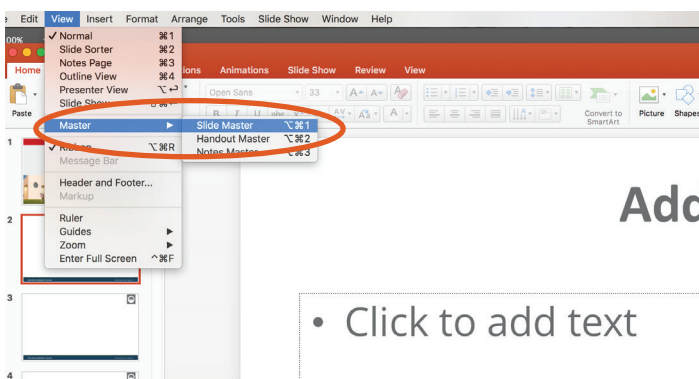 Edit View Insert Format Arrange Tools Slide Show Window Help
00%
✓ Normal ⌘1
Slide Sorter ⌘2
Notes Page ⌘3
Outline View ⌘4
Presenter View ⌥↩
Slide Show
Master ▶
✓ Ribbon ⌥⌘R
Message Bar
Header and Footer...
Markup
Ruler
Guides ▶
Zoom ▶
Enter Full Screen ^⌘F
Slide Master ⌥⌘1
Handout Master ⌥⌘2
Notes Master ⌥⌘3
Home
Animations Slide Show Review View
Open Sans 33
Paste
Convert to
SmartArt
Picture Shapes
1
2
3
4
Add
• Click to add text